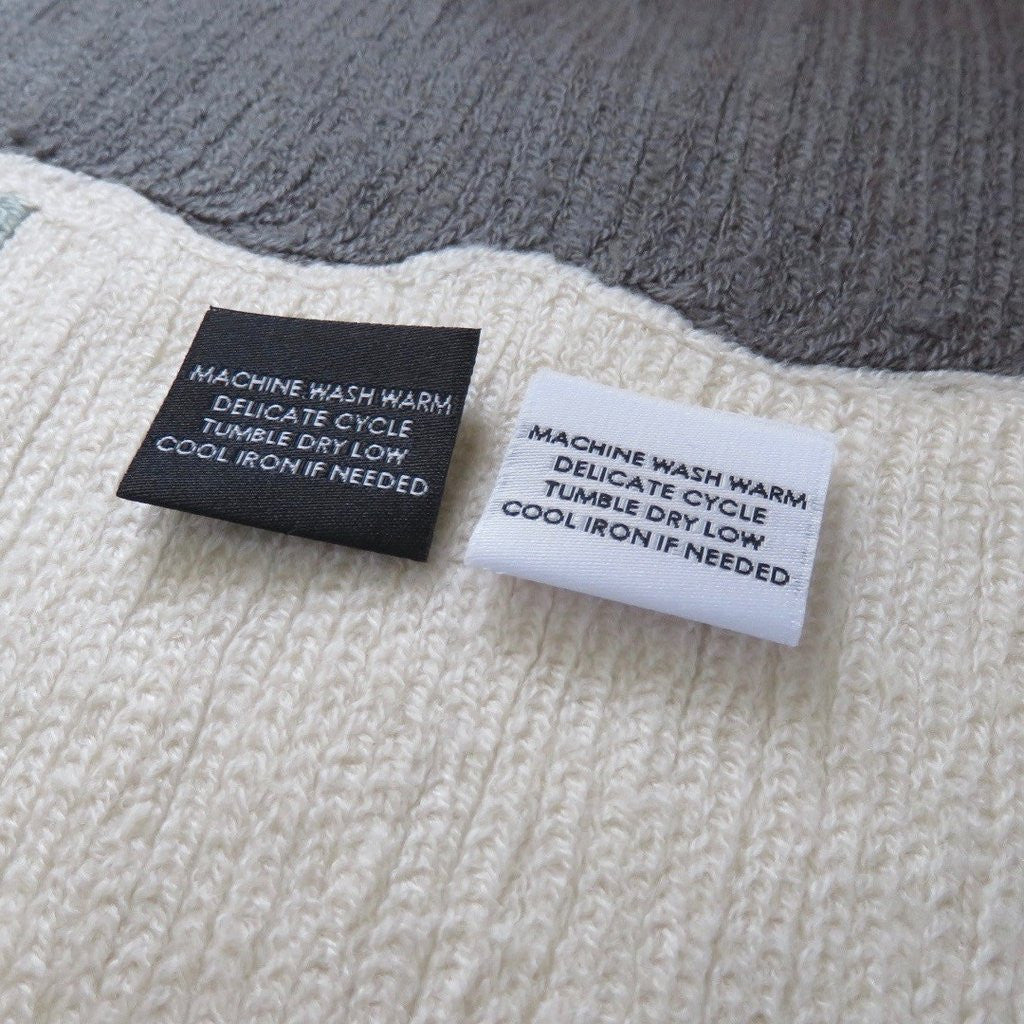 MACHINE WASH WARM
DELICATE CYCLE
TUMBLE DRY LOW
COOL IRON IF NEEDED
MACHINE WASH WARM
DELICATE CYCLE
TUMBLE DRY LOW
COOL IRON IF NEEDED